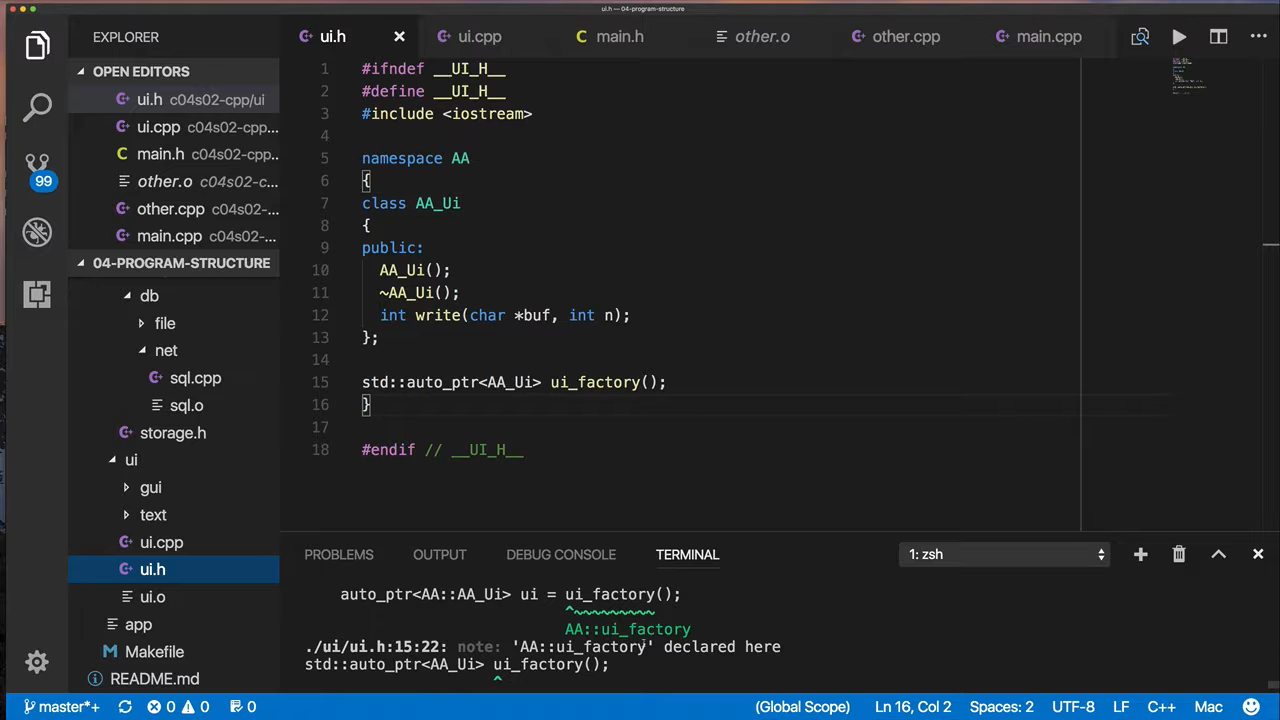 ui.h — 04-program-structure
EXPLORER
OPEN EDITORS
ui.h c04s02-cpp/ui
ui.cpp c04s02-cpp...
main.h c04s02-cpp...
other.o c04s02-c...
other.cpp c04s02-...
main.cpp c04s02-...
04-PROGRAM-STRUCTURE
db
file
net
sql.cpp
sql.o
storage.h
ui
gui
text
ui.cpp
ui.h
ui.o
app
Makefile
README.md
99
ui.h ui.cpp main.h other.o other.cpp main.cpp
1 #ifndef __UI_H__
2 #define __UI_H__
3 #include <iostream>
4
5 namespace AA
6 {
7 class AA_Ui
8 {
9 public:
10 AA_Ui();
11 ~AA_Ui();
12 int write(char *buf, int n);
13 };
14
15 std::auto_ptr<AA_Ui> ui_factory();
16 }
17
18 #endif // __UI_H__
PROBLEMS OUTPUT DEBUG CONSOLE TERMINAL 1: zsh
auto_ptr<AA::AA_Ui> ui = ui_factory();
^~~~~~~~~~
AA::ui_factory
./ui/ui.h:15:22: note: 'AA::ui_factory' declared here
std::auto_ptr<AA_Ui> ui_factory();
^
master*+ 0 0 0 (Global Scope) Ln 16, Col 2 Spaces: 2 UTF-8 LF C++ Mac